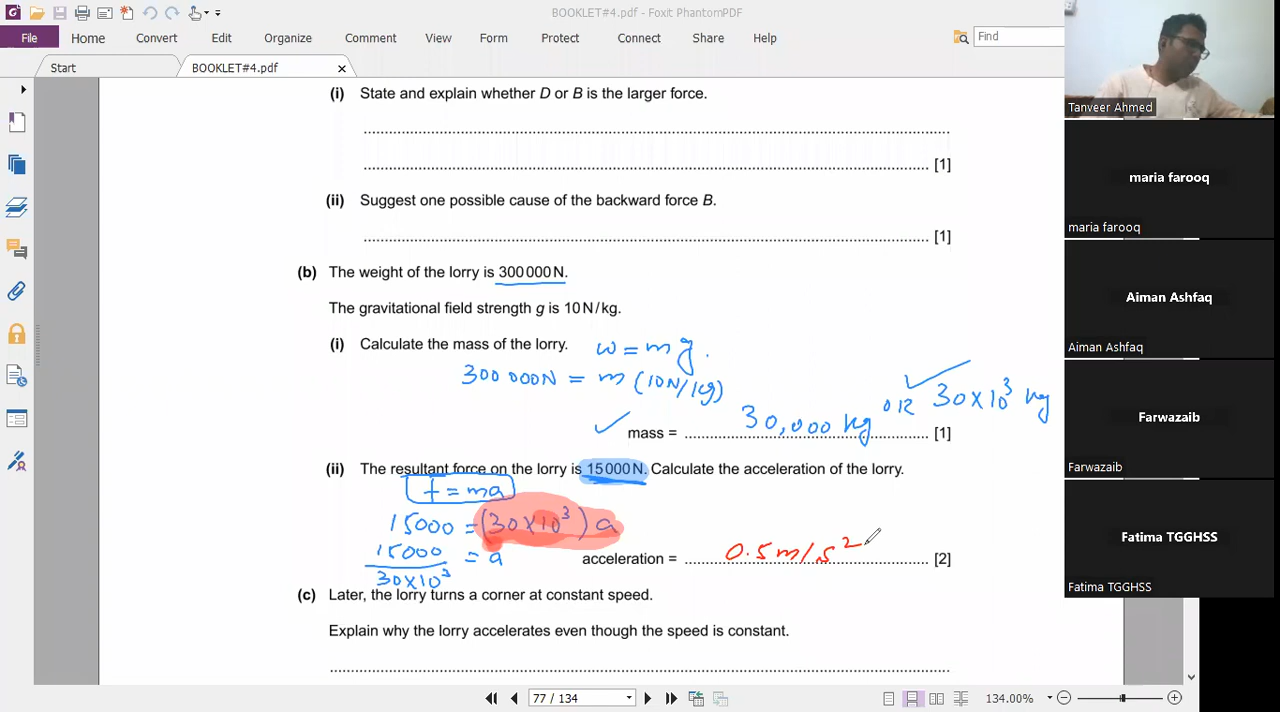 BOOKLET#4.pdf - Foxit PhantomPDF
File Home Convert Edit Organize Comment View Form Protect Connect Share Help Find
Start BOOKLET#4.pdf
(i) State and explain whether D or B is the larger force.
[1]
(ii) Suggest one possible cause of the backward force B.
[1]
(b) The weight of the lorry is 300 000 N.
The gravitational field strength g is 10 N/kg.
(i) Calculate the mass of the lorry. w = mg.
300 000N = m (10N/kg)
mass = 30,000 kg OR 30×10³ kg [1]
(ii) The resultant force on the lorry is 15 000 N. Calculate the acceleration of the lorry.
f = ma
15000 = (30×10³) a
15000 / 30×10³ = a
acceleration = 0.5 m/s² [2]
(c) Later, the lorry turns a corner at constant speed.
Explain why the lorry accelerates even though the speed is constant.
77 / 134
134.00%
Tanveer Ahmed
maria farooq
maria farooq
Aiman Ashfaq
Aiman Ashfaq
Farwazaib
Farwazaib
Fatima TGGHSS
Fatima TGGHSS